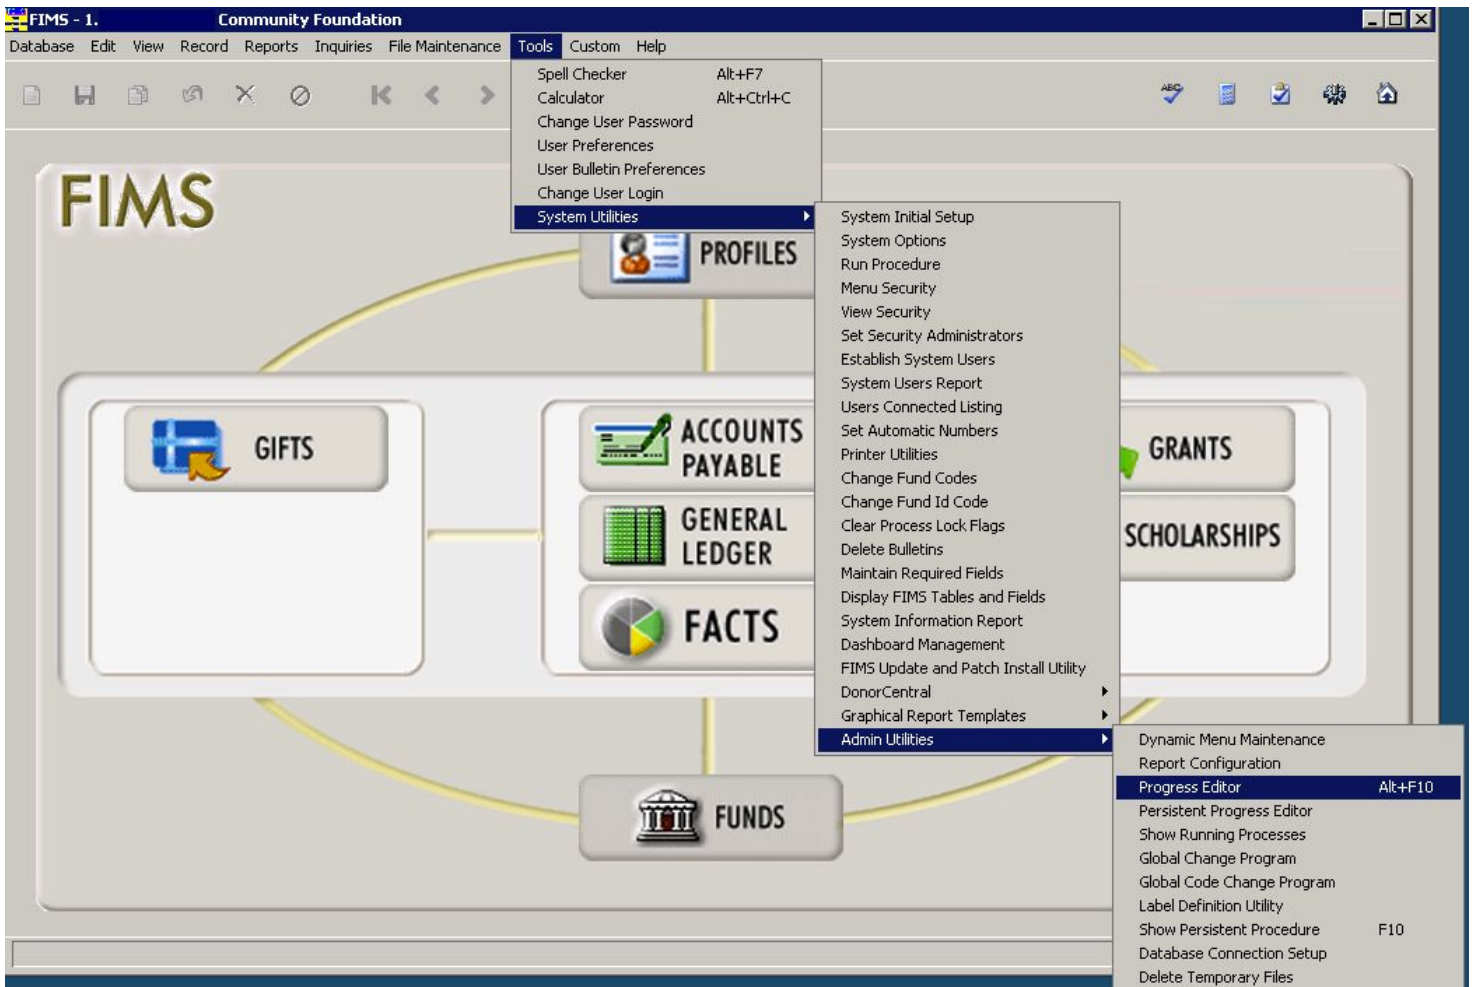 FIMS - 1. Community Foundation
Database Edit View Record Reports Inquiries File Maintenance Tools Custom Help
Spell Checker Alt+F7
Calculator Alt+Ctrl+C
Change User Password
User Preferences
User Bulletin Preferences
Change User Login
System Utilities
ABC
FIMS
System Initial Setup
System Options
Run Procedure
Menu Security
View Security
Set Security Administrators
Establish System Users
System Users Report
Users Connected Listing
Set Automatic Numbers
Printer Utilities
Change Fund Codes
Change Fund Id Code
Clear Process Lock Flags
Delete Bulletins
Maintain Required Fields
Display FIMS Tables and Fields
System Information Report
Dashboard Management
FIMS Update and Patch Install Utility
DonorCentral
Graphical Report Templates
Admin Utilities
PROFILES
GIFTS
ACCOUNTS
PAYABLE
GENERAL
LEDGER
FACTS
GRANTS
SCHOLARSHIPS
FUNDS
Dynamic Menu Maintenance
Report Configuration
Progress Editor Alt+F10
Persistent Progress Editor
Show Running Processes
Global Change Program
Global Code Change Program
Label Definition Utility
Show Persistent Procedure F10
Database Connection Setup
Delete Temporary Files